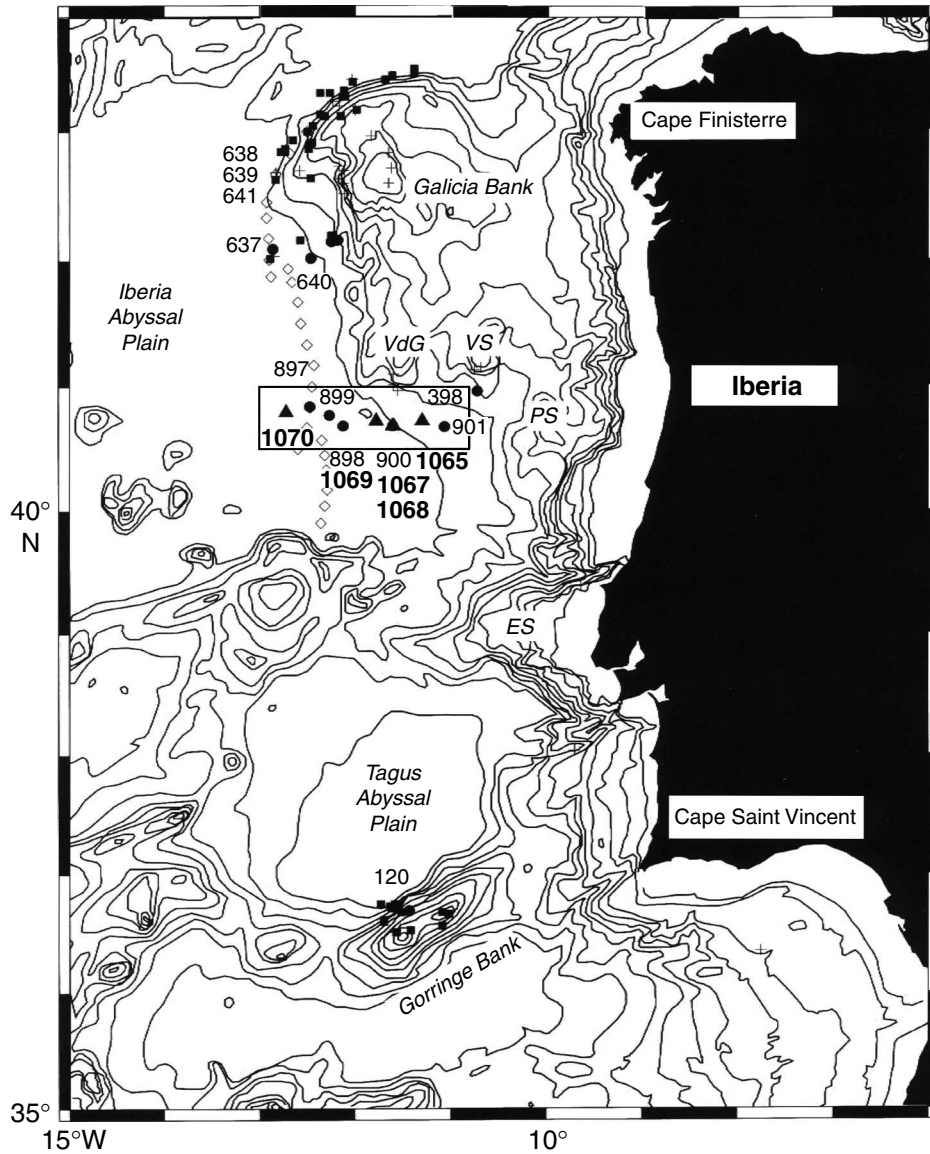 Cape Finisterre
638
639
641
Galicia Bank
637
640
Iberia
Abyssal
Plain
VdG
VS
897
Iberia
899
398
PS
901
1070
898
900
1065
1069
1067
1068
40°
N
ES
Tagus
Abyssal
Plain
Cape Saint Vincent
120
Gorringe Bank
35°
15°W
10°